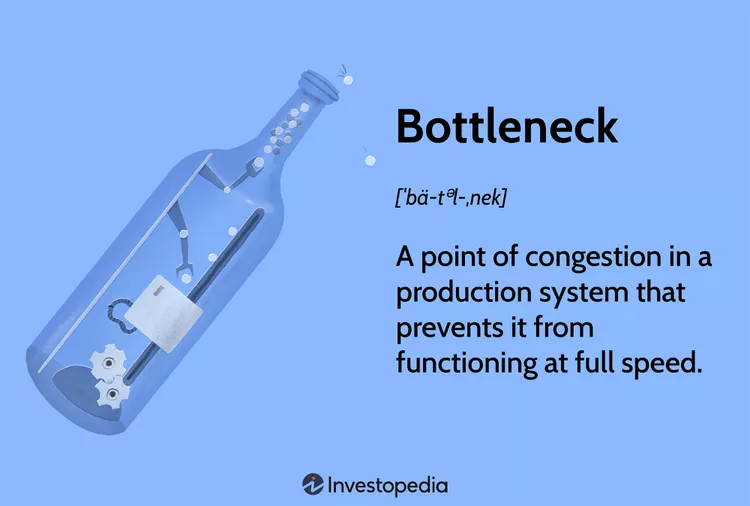 Bottleneck
[ˈbä-tᵊl-ˌnek]
A point of congestion in a
production system that
prevents it from
functioning at full speed.
Investopedia